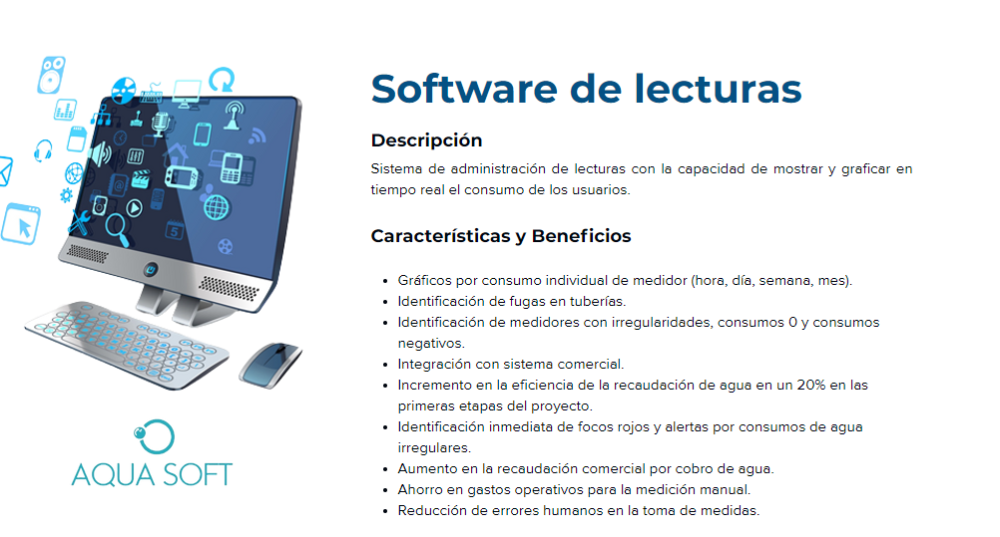 Software de lecturas
Descripción
Sistema de administración de lecturas con la capacidad de mostrar y graficar en
tiempo real el consumo de los usuarios.
Características y Beneficios
• Gráficos por consumo individual de medidor (hora, día, semana, mes).
• Identificación de fugas en tuberías.
• Identificación de medidores con irregularidades, consumos 0 y consumos
negativos.
• Integración con sistema comercial.
• Incremento en la eficiencia de la recaudación de agua en un 20% en las
primeras etapas del proyecto.
• Identificación inmediata de focos rojos y alertas por consumos de agua
irregulares.
• Aumento en la recaudación comercial por cobro de agua.
• Ahorro en gastos operativos para la medición manual.
• Reducción de errores humanos en la toma de medidas.
5
AQUA SOFT